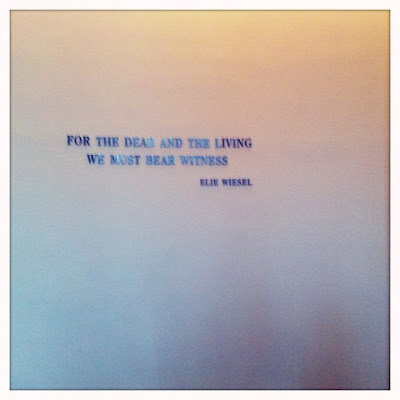 FOR THE DEAD AND THE LIVING
WE MUST BEAR WITNESS
ELIE WIESEL